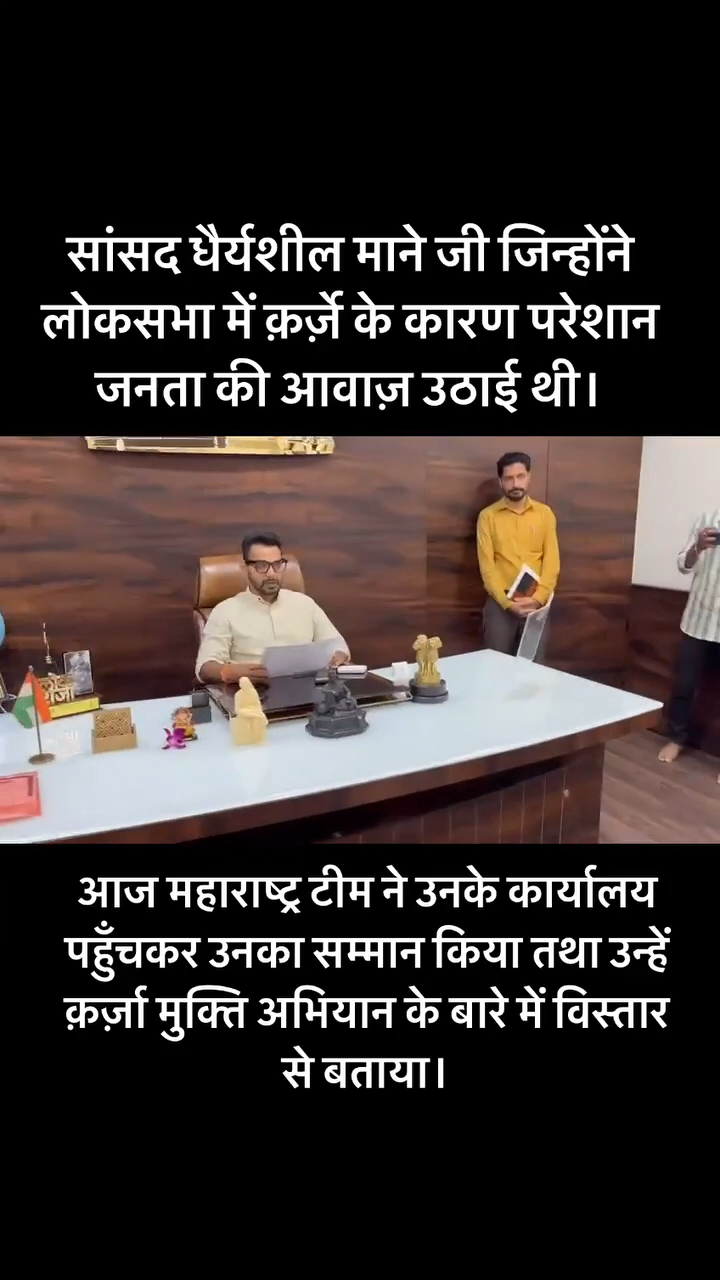 सांसद धैर्यशील माने जी जिन्होंने
लोकसभा में क़र्ज़े के कारण परेशान
जनता की आवाज़ उठाई थी।
आज महाराष्ट्र टीम ने उनके कार्यालय
पहुँचकर उनका सम्मान किया तथा उन्हें
क़र्ज़ा मुक्ति अभियान के बारे में विस्तार
से बताया।